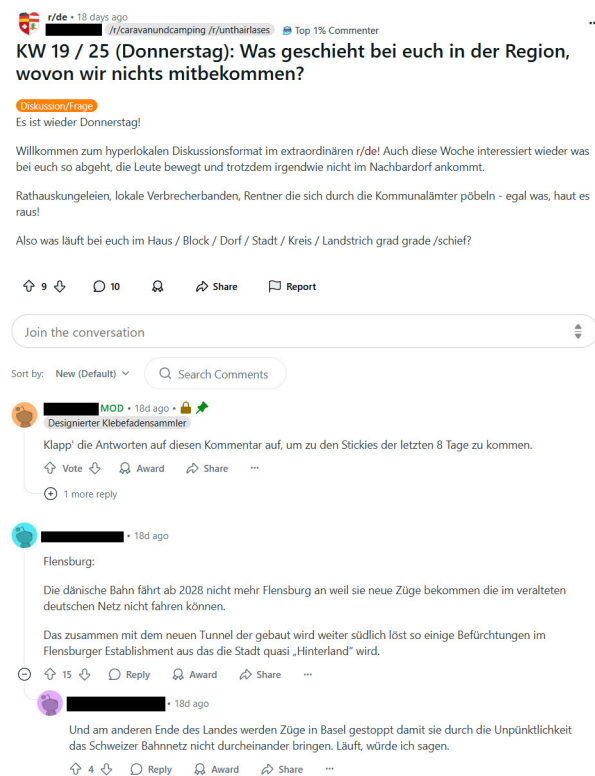 r/de • 18 days ago
/r/caravanundcamping /r/unthairlases Top 1% Commenter
KW 19 / 25 (Donnerstag): Was geschieht bei euch in der Region,
wovon wir nichts mitbekommen?
Diskussion/Frage
Es ist wieder Donnerstag!
Willkommen zum hyperlokalen Diskussionsformat im extraordinären r/de! Auch diese Woche interessiert wieder was
bei euch so abgeht, die Leute bewegt und trotzdem irgendwie nicht im Nachbardorf ankommt.
Rathauskungeleien, lokale Verbrecherbanden, Rentner die sich durch die Kommunalämter pöbeln - egal was, haut es
raus!
Also was läuft bei euch im Haus / Block / Dorf / Stadt / Kreis / Landstrich grad grade /schief?
9 10 Share Report
Join the conversation
Sort by: New (Default) Search Comments
MOD • 18d ago •
Designierter Klebefadensammler
Klapp' die Antworten auf diesen Kommentar auf, um zu den Stickies der letzten 8 Tage zu kommen.
Vote Award Share ...
1 more reply
• 18d ago
Flensburg:
Die dänische Bahn fährt ab 2028 nicht mehr Flensburg an weil sie neue Züge bekommen die im veralteten
deutschen Netz nicht fahren können.
Das zusammen mit dem neuen Tunnel der gebaut wird weiter südlich löst so einige Befürchtungen im
Flensburger Establishment aus das die Stadt quasi „Hinterland" wird.
15 Reply Award Share ...
• 18d ago
Und am anderen Ende des Landes werden Züge in Basel gestoppt damit sie durch die Unpünktlichkeit
das Schweizer Bahnnetz nicht durcheinander bringen. Läuft, würde ich sagen.
4 Reply Award Share ...